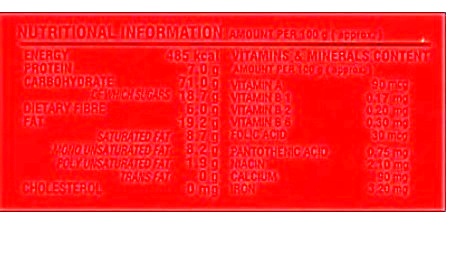 NUTRITIONAL INFORMATION AMOUNT PER 100 g ( approx.)
ENERGY 485 kcal
PROTEIN 7.0 g
CARBOHYDRATE 71.0 g
OF WHICH SUGARS 18.7 g
DIETARY FIBRE
FAT 19.2 g
SATURATED FAT 8.7
MONO UNSATURATED FAT 8.2 g
POLY UNSATURATED FAT 1.9 g
TRANS FAT 0 g
CHOLESTEROL 0 mg
VITAMINS & MINERALS CONTENT
AMOUNT PER 100 g ( approx.)
VITAMIN A 90 mcg
VITAMIN B 1 0.17 mg
VITAMIN B 2 0.20 mg
VITAMIN B 6 0.30 mg
FOLIC ACID 30 mcg
PANTOTHENIC ACID 0.75 mg
NIACIN 2.10 mg
CALCIUM 90 mg
IRON 3.20 mg